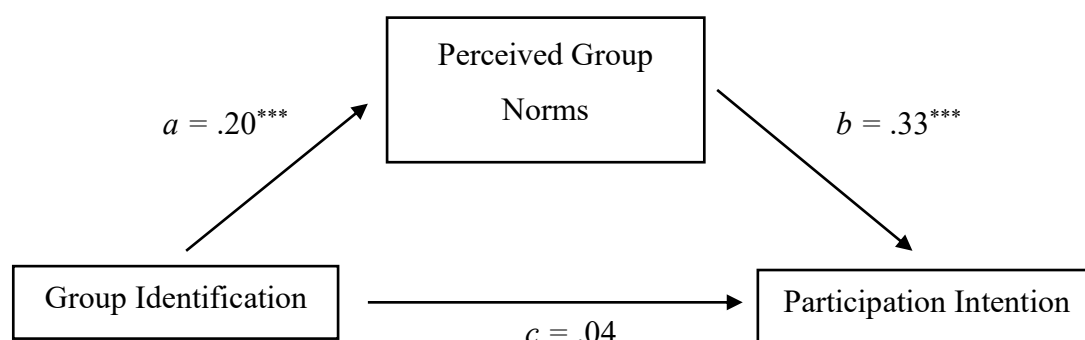 Perceived Group
Norms
a = .20***
b = .33***
Group Identification
Participation Intention
c = .04